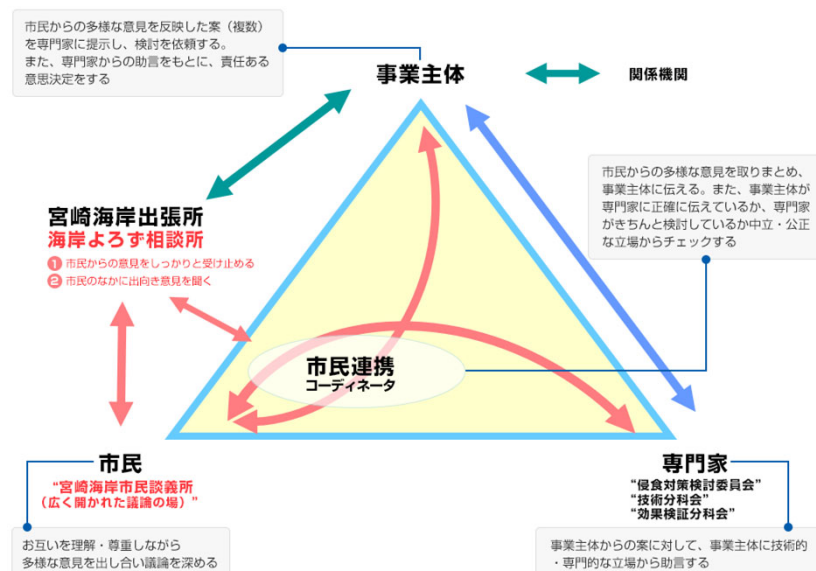 市民からの多様な意見を反映した案（複数）
を専門家に提示し、検討を依頼する。
また、専門家からの助言をもとに、責任ある
意思決定をする
事業主体
関係機関
市民からの多様な意見を取りまとめ、
事業主体に伝える。また、事業主体が
専門家に正確に伝えているか、専門家
がきちんと検討しているか中立・公正
な立場からチェックする
宮崎海岸出張所
海岸よろず相談所
① 市民からの意見をしっかりと受け止める
② 市民のなかに出向き意見を聞く
市民連携
コーディネータ
市民
“宮崎海岸市民談義所
（広く開かれた議論の場）”
専門家
“侵食対策検討委員会”
“技術分科会”
“効果検証分科会”
お互いを理解・尊重しながら
多様な意見を出し合い議論を深める
事業主体からの案に対して、事業主体に技術的
・専門的な立場から助言する